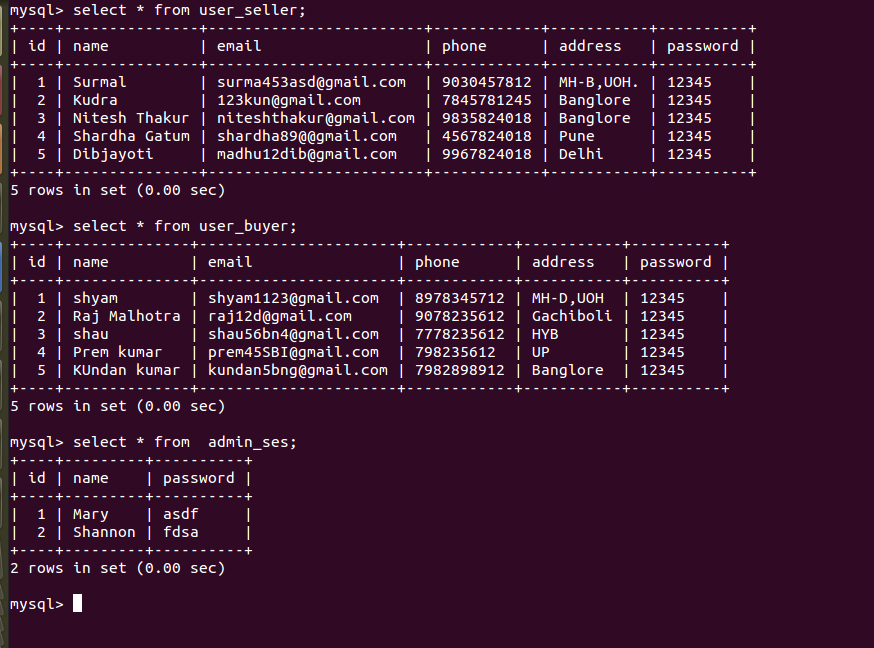 mysql> select * from user_seller;
+----+---------------+------------------------+------------+----------+----------+
| id | name          | email                  | phone      | address  | password |
+----+---------------+------------------------+------------+----------+----------+
|  1 | Surmal        | surma453asd@gmail.com  | 9030457812 | MH-B,UOH. | 12345    |
|  2 | Kudra         | 123kun@gmail.com       | 7845781245 | Banglore  | 12345    |
|  3 | Nitesh Thakur | niteshthakur@gmail.com | 9835824018 | Banglore  | 12345    |
|  4 | Shardha Gatum | shardha89@@gmail.com   | 4567824018 | Pune      | 12345    |
|  5 | Dibjayoti     | madhu12dib@gmail.com   | 9967824018 | Delhi     | 12345    |
+----+---------------+------------------------+------------+-----------+----------+
5 rows in set (0.00 sec)
mysql> select * from user_buyer;
+----+--------------+----------------------+------------+-----------+----------+
| id | name         | email                | phone      | address   | password |
+----+--------------+----------------------+------------+-----------+----------+
|  1 | shyam        | shyam1123@gmail.com  | 8978345712 | MH-D,UOH  | 12345    |
|  2 | Raj Malhotra | raj12d@gmail.com     | 9078235612 | Gachiboli | 12345    |
|  3 | shau         | shau56bn4@gmail.com  | 7778235612 | HYB       | 12345    |
|  4 | Prem kumar   | prem45SBI@gmail.com  | 798235612  | UP        | 12345    |
|  5 | KUndan kumar | kundan5bng@gmail.com | 7982898912 | Banglore  | 12345    |
+----+--------------+----------------------+------------+-----------+----------+
5 rows in set (0.00 sec)
mysql> select * from  admin_ses;
+----+---------+----------+
| id | name    | password |
+----+---------+----------+
|  1 | Mary    | asdf     |
|  2 | Shannon | fdsa     |
+----+---------+----------+
2 rows in set (0.00 sec)
mysql>